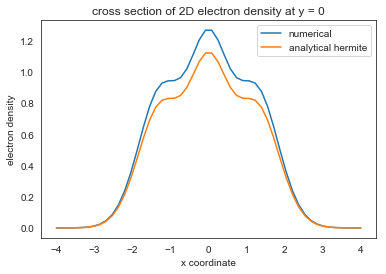 cross section of 2D electron density at y = 0
numerical
analytical hermite
electron density
1.2
1.0
0.8
0.6
0.4
0.2
0.0
−4 −3 −2 −1 0 1 2 3 4
x coordinate